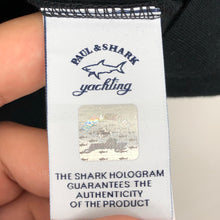 PAUL & SHARK
yachting
THE SHARK HOLOGRAM
GUARANTEES THE
AUTHENTICITY
OF THE PRODUCT